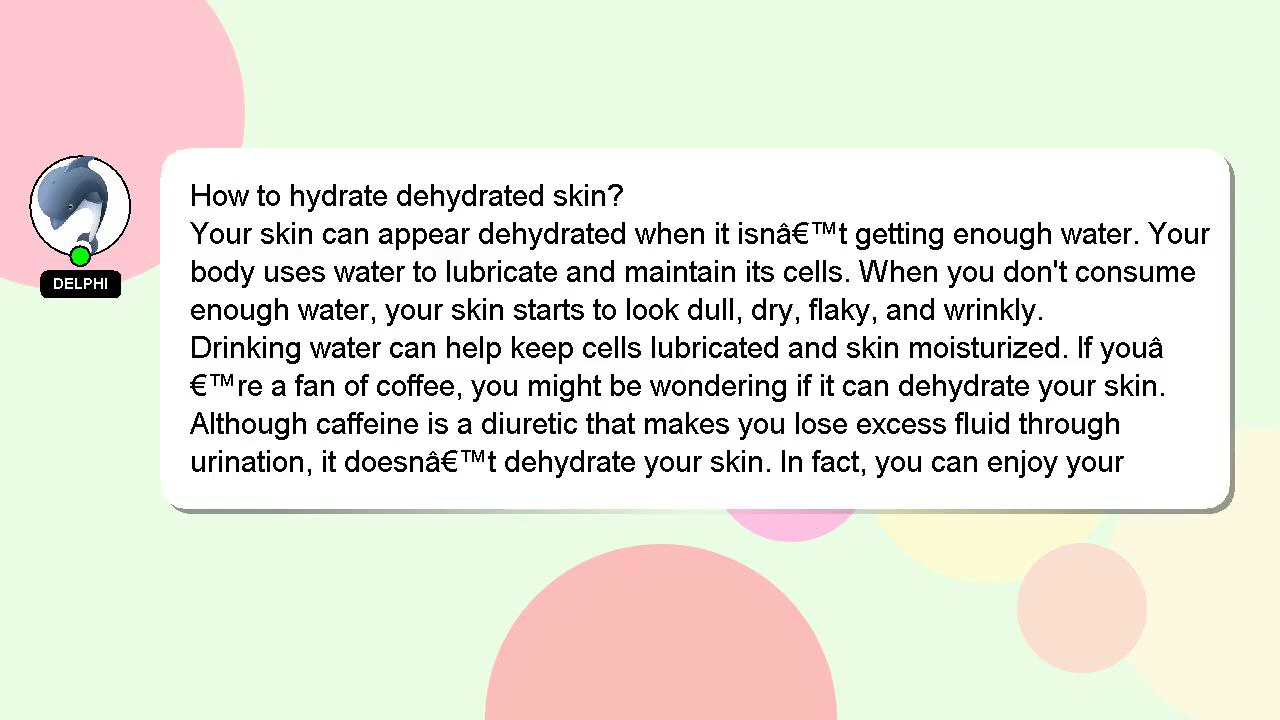 DELPHI
How to hydrate dehydrated skin?
Your skin can appear dehydrated when it isnâ€™t getting enough water. Your
body uses water to lubricate and maintain its cells. When you don't consume
enough water, your skin starts to look dull, dry, flaky, and wrinkly.
Drinking water can help keep cells lubricated and skin moisturized. If youâ
€™re a fan of coffee, you might be wondering if it can dehydrate your skin.
Although caffeine is a diuretic that makes you lose excess fluid through
urination, it doesnâ€™t dehydrate your skin. In fact, you can enjoy your